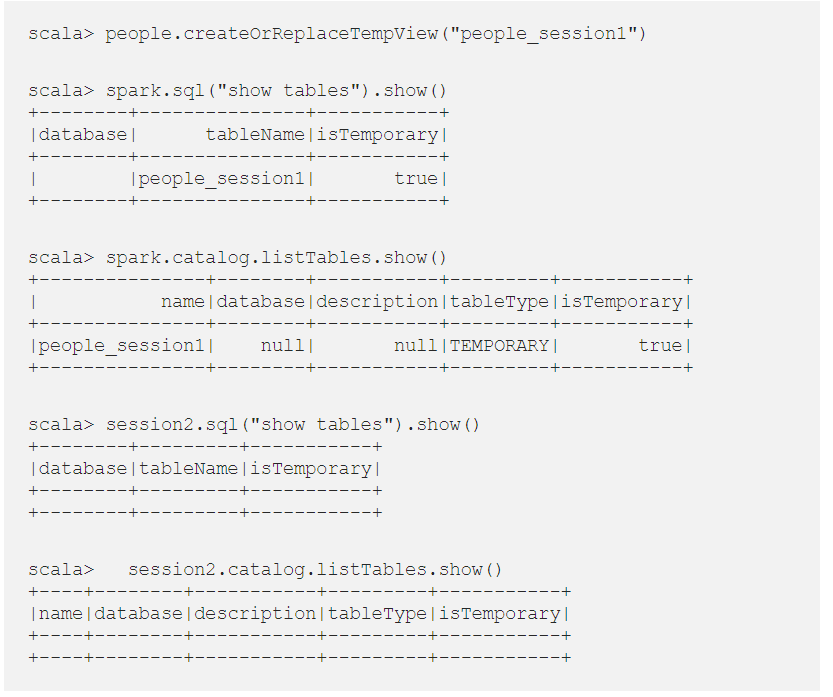 scala> people.createOrReplaceTempView("people_session1")
scala> spark.sql("show tables").show()
+--------+---------------+-----------+
|database|      tableName|isTemporary|
+--------+---------------+-----------+
|        |people_session1|       true|
+--------+---------------+-----------+
scala> spark.catalog.listTables.show()
+---------------+--------+-----------+---------+-----------+
|           name|database|description|tableType|isTemporary|
+---------------+--------+-----------+---------+-----------+
|people_session1|    null|       null|TEMPORARY|       true|
+---------------+--------+-----------+---------+-----------+
scala> session2.sql("show tables").show()
+--------+---------+-----------+
|database|tableName|isTemporary|
+--------+---------+-----------+
+--------+---------+-----------+
scala>   session2.catalog.listTables.show()
+----+--------+-----------+---------+-----------+
|name|database|description|tableType|isTemporary|
+----+--------+-----------+---------+-----------+
+----+--------+-----------+---------+-----------+